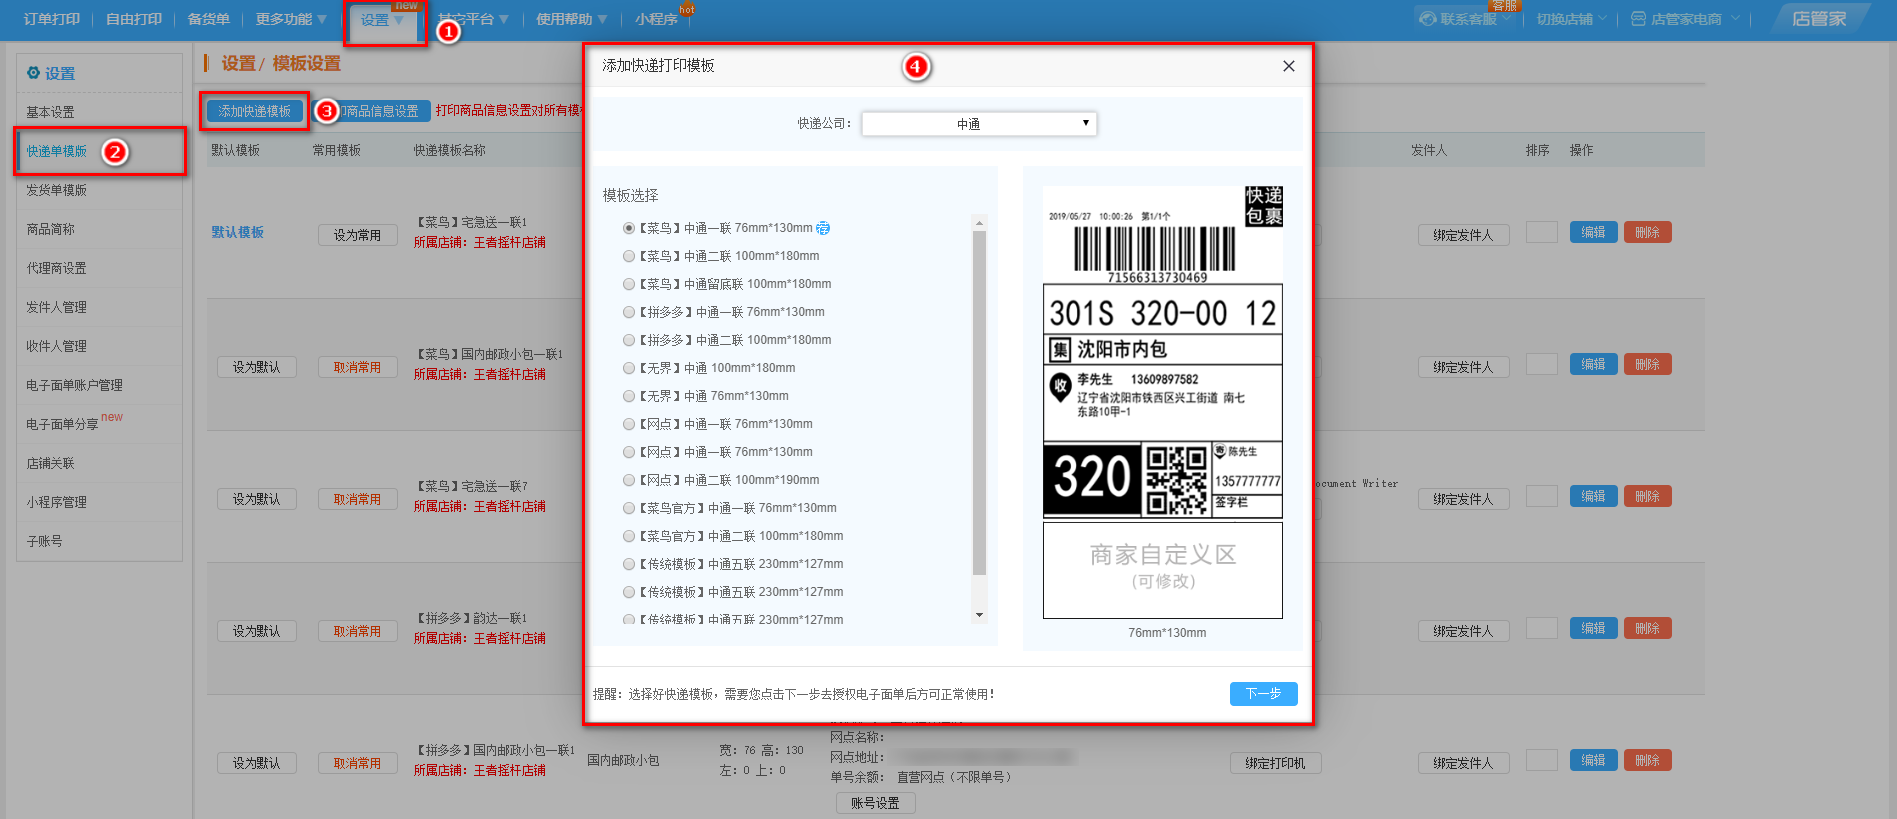 订单打印 自由打印 备货单 更多功能 设置 new 其它平台 使用帮助 小程序 hot 联系客服 客服 切换店铺 店管家电商 店管家
1
设置
基本设置
快递单模版 2
发货单模版
商品简称
代理商设置
发件人管理
收件人管理
电子面单账户管理
电子面单分享 new
店铺关联
小程序管理
子账号
设置 / 模板设置
添加快递模板 3 印商品信息设置 打印商品信息设置对所有模
默认模板 常用模板 快递模板名称 发件人 排序 操作
默认模板 设为常用 【菜鸟】宅急送一联1 绑定发件人 编辑 删除
所属店铺：王者摇杆店铺
设为默认 取消常用 【菜鸟】国内邮政小包一联1 绑定发件人 编辑 删除
所属店铺：王者摇杆店铺
设为默认 取消常用 【菜鸟】宅急送一联7 ocument Writer 绑定发件人 编辑 删除
所属店铺：王者摇杆店铺
设为默认 取消常用 【拼多多】韵达一联1 绑定发件人 编辑 删除
所属店铺：王者摇杆店铺
设为默认 取消常用 【拼多多】国内邮政小包一联1 国内邮政小包 宽：76 高：130 绑定打印机 绑定发件人 编辑 删除
所属店铺：王者摇杆店铺 左：0 上：0
网点名称：
网点地址：
单号余额： 直营网点（不限单号）
账号设置
添加快递打印模板 4
快递公司： 中通
模板选择
【菜鸟】中通一联 76mm*130mm 荐
【菜鸟】中通二联 100mm*180mm
【菜鸟】中通留底联 100mm*180mm
【拼多多】中通一联 76mm*130mm
【拼多多】中通二联 100mm*180mm
【无界】中通 100mm*180mm
【无界】中通 76mm*130mm
【网点】中通一联 76mm*130mm
【网点】中通一联 76mm*130mm
【网点】中通二联 100mm*190mm
【菜鸟官方】中通一联 76mm*130mm
【菜鸟官方】中通二联 100mm*180mm
【传统模板】中通五联 230mm*127mm
【传统模板】中通五联 230mm*127mm
【传统模板】中通五联 230mm*127mm
快递
包裹
2019/05/27 10:00:26 第1/1个
71566313730469
301S 320-00 12
集 沈阳市内包
收 李先生 13609897582
辽宁省沈阳市铁西区兴工街道 南七
东路10甲-1
320
寄 陈先生
1357777777
签字栏
商家自定义区
(可修改)
76mm*130mm
提醒：选择好快递模板，需要您点击下一步去授权电子面单后方可正常使用！
下一步